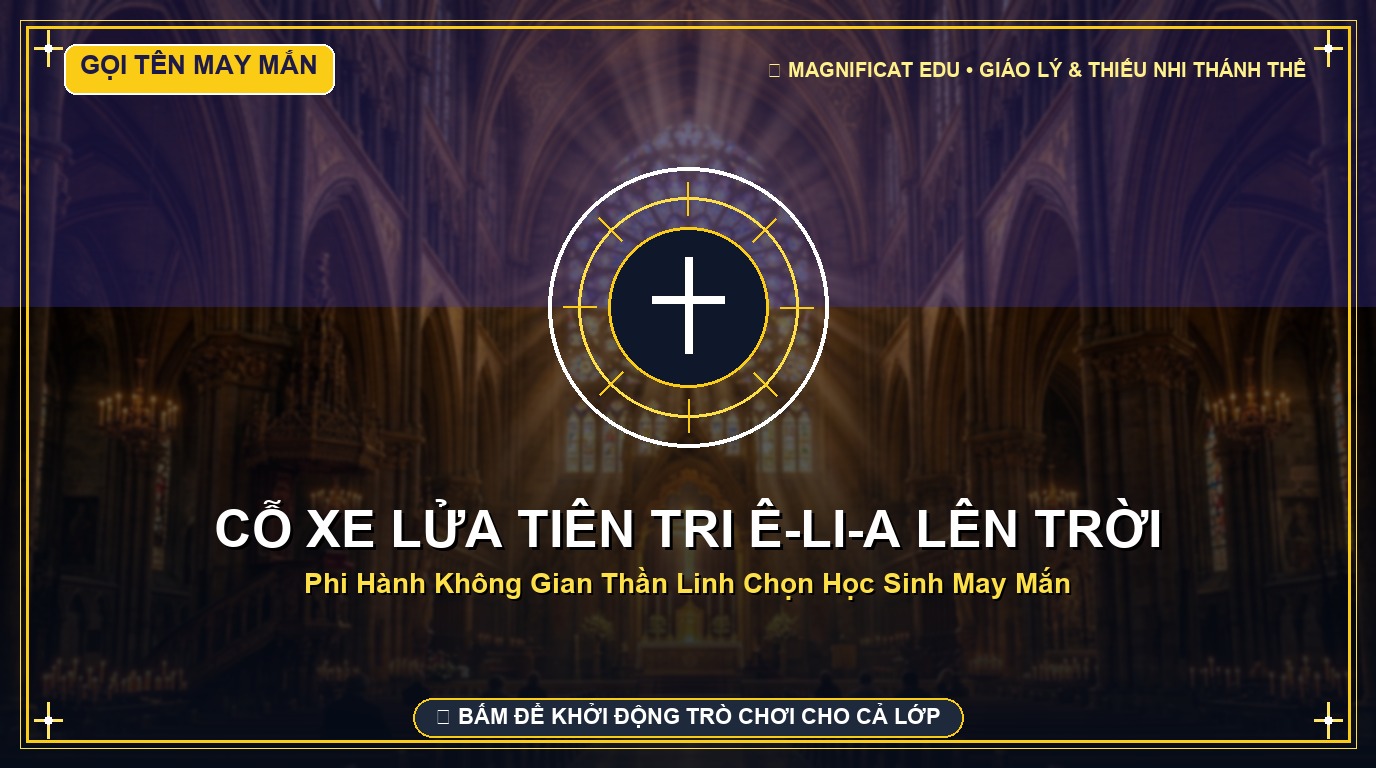 GỌI TÊN MAY MẮN
MAGNIFICAT EDU • GIÁO LÝ & THIẾU NHI THÁNH THỂ
CỖ XE LỬA TIÊN TRI Ê-LI-A LÊN TRỜI
Phi Hành Không Gian Thần Linh Chọn Học Sinh May Mắn
BẤM ĐỂ KHỞI ĐỘNG TRÒ CHƠI CHO CẢ LỚP